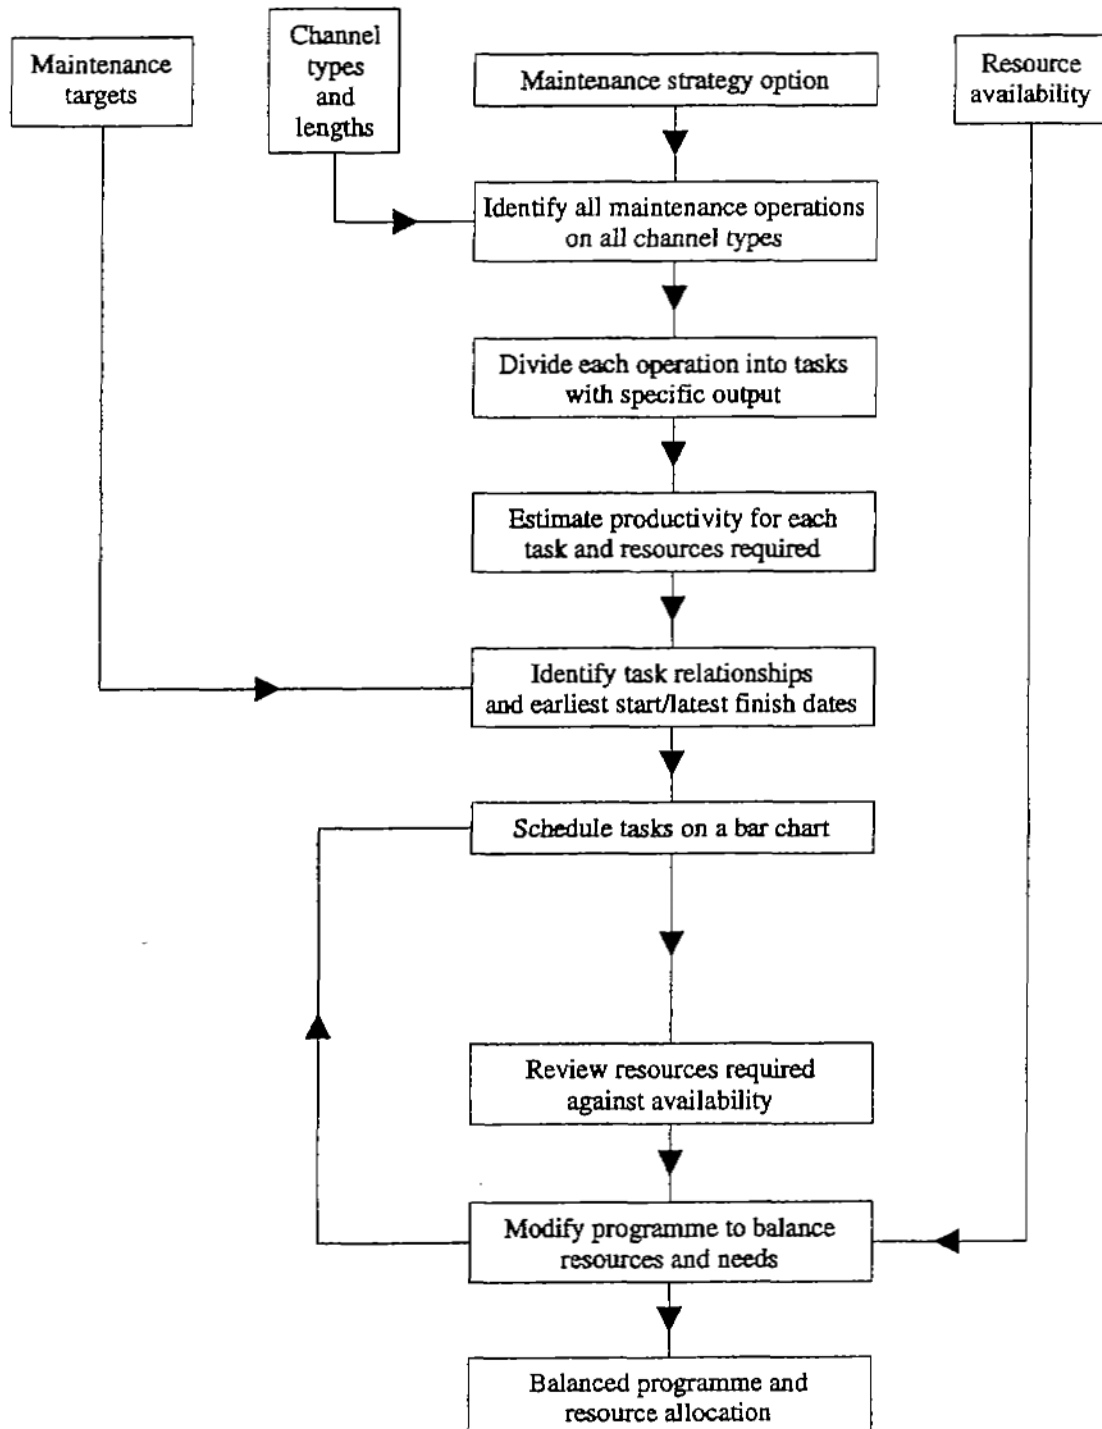 Maintenance
targets
Channel
types
and
lengths
Maintenance strategy option
Resource
availability
Identify all maintenance operations
on all channel types
Divide each operation into tasks
with specific output
Estimate productivity for each
task and resources required
Identify task relationships
and earliest start/latest finish dates
Schedule tasks on a bar chart
Review resources required
against availability
Modify programme to balance
resources and needs
Balanced programme and
resource allocation